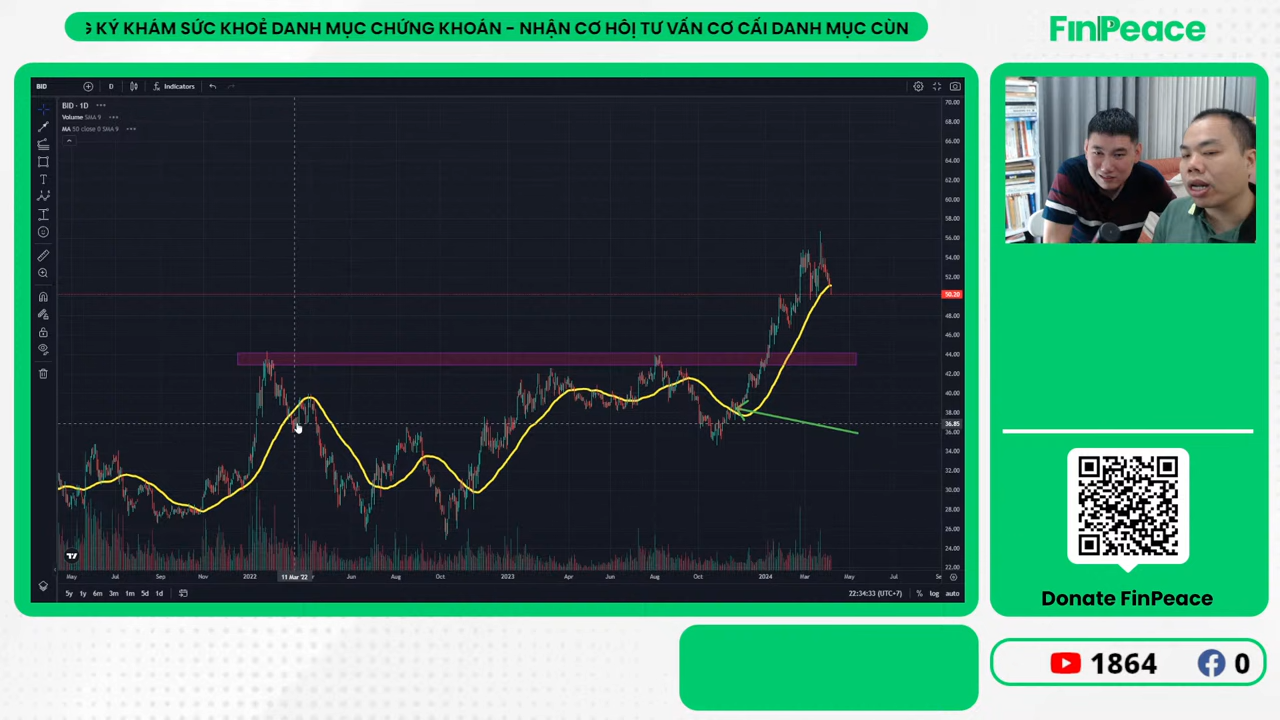 G KÝ KHÁM SỨC KHOẺ DANH MỤC CHỨNG KHOÁN - NHẬN CƠ HỘI TƯ VẤN CƠ CẤI DANH MỤC CÙN
FinPeace
BID
D
Indicators
BID · 1D
Volume SMA 9
MA 50 close 0 SMA 9
70.00
66.00
64.00
62.00
60.00
58.00
56.00
54.00
52.00
50.20
48.00
46.00
44.00
42.00
40.00
38.00
36.85
36.00
34.00
32.00
30.00
28.00
26.00
24.00
22.00
May Jul Sep Nov 2022 11 Mar '22 Jun Aug Oct 2023 Apr Jun Aug Oct 2024 Mar May Jul Se
5y 1y 6m 3m 1m 5d 1d
22:34:33 (UTC+7) % log auto
Donate FinPeace
1864 0